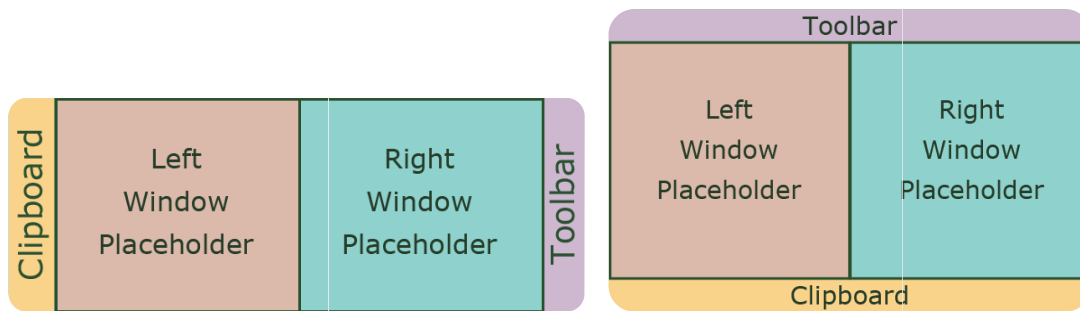 Clipboard
Left
Window
Placeholder
Right
Window
Placeholder
Toolbar
Toolbar
Left
Window
Placeholder
Right
Window
Placeholder
Clipboard